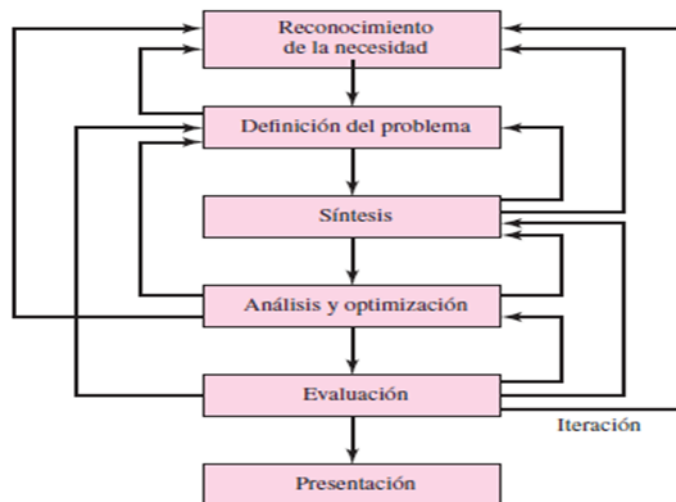 Reconocimiento
de la necesidad
Definición del problema
Síntesis
Análisis y optimización
Evaluación
Iteración
Presentación